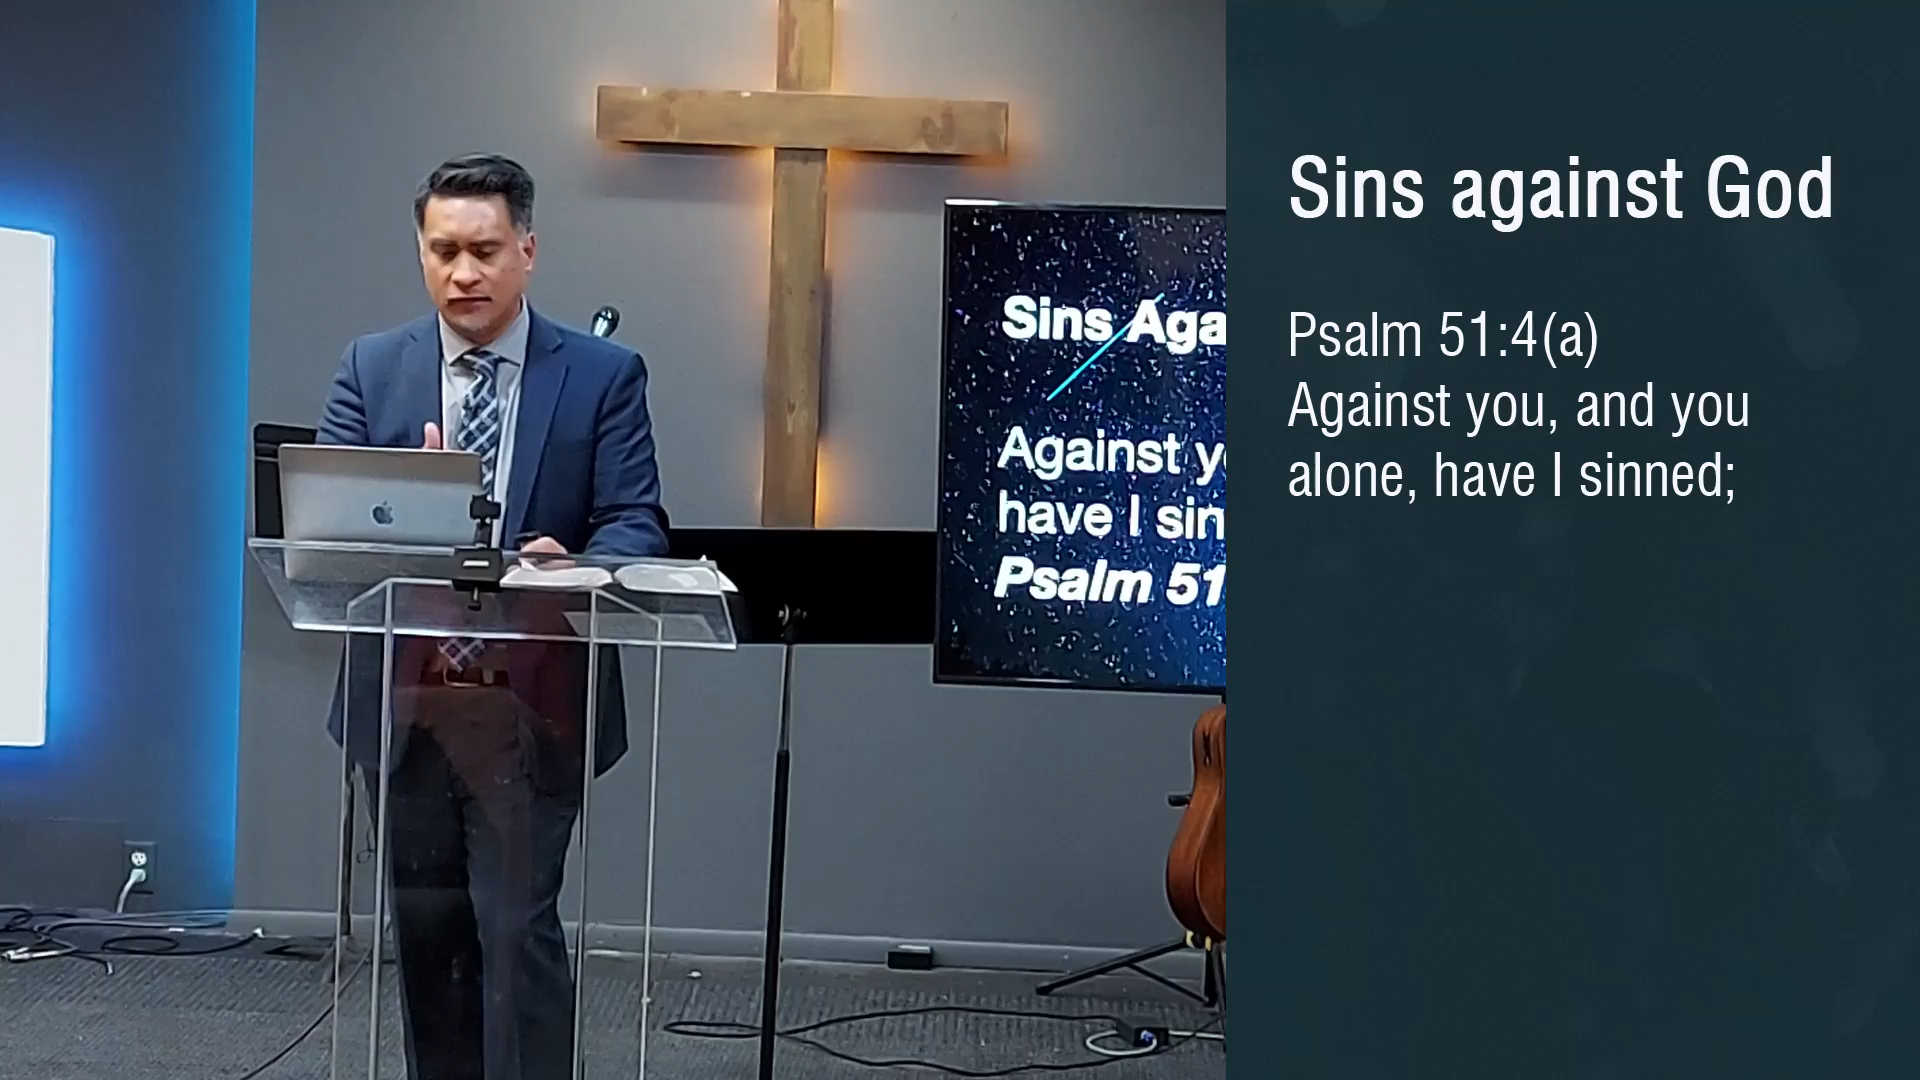 Sins Aga
Against y
have I sin
Psalm 51
Sins against God
Psalm 51:4(a)
Against you, and you
alone, have I sinned;